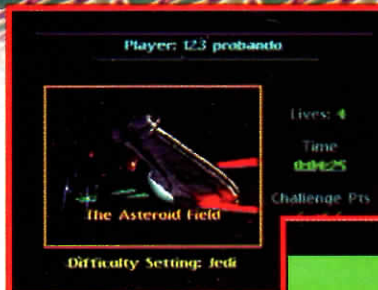 Player: 123 probando
Lives: 4
Time
0:04:25
Challenge Pts
The Asteroid Field
Difficulty Setting: Jedi